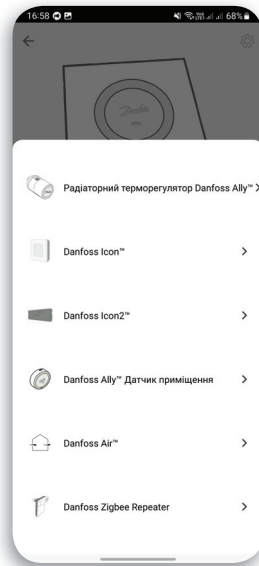 16:58 68%
Danfoss
Радіаторний терморегулятор Danfoss Ally™
Danfoss Icon™
Danfoss Icon2™
Danfoss Ally™ Датчик приміщення
Danfoss Air™
Danfoss Zigbee Repeater